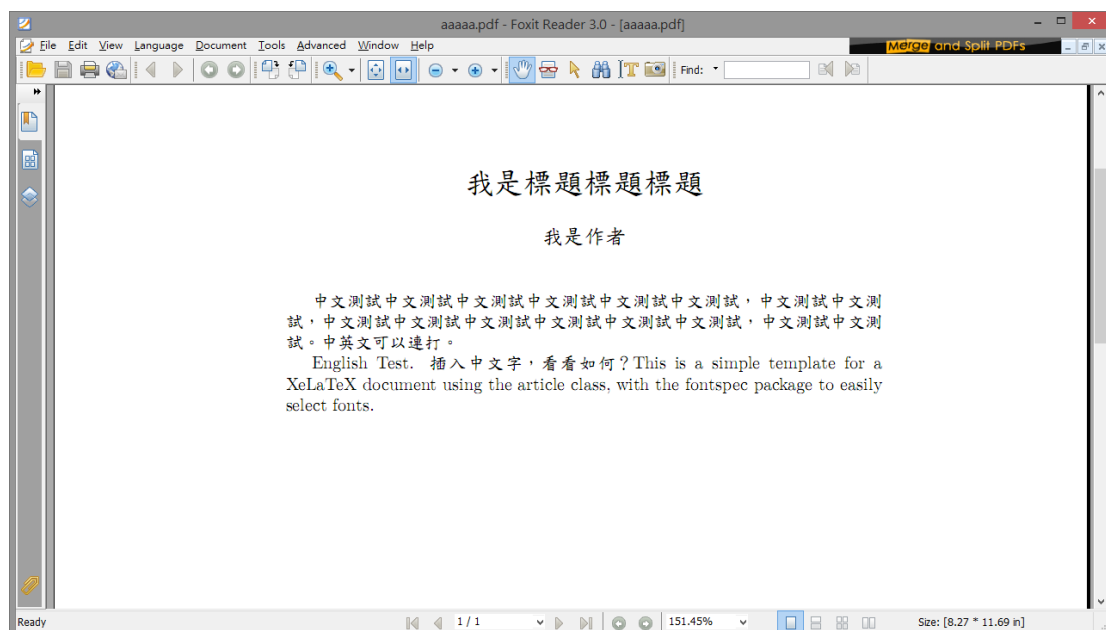 aaaaa.pdf - Foxit Reader 3.0 - [aaaaa.pdf]
File Edit View Language Document Tools Advanced Window Help
Merge and Split PDFs
Find:
我是標題標題標題
我是作者
中文測試中文測試中文測試中文測試中文測試中文測試，中文測試中文測
試，中文測試中文測試中文測試中文測試中文測試中文測試，中文測試中文測
試。中英文可以連打。
English Test. 插入中文字，看看如何？This is a simple template for a
XeLaTeX document using the article class, with the fontspec package to easily
select fonts.
Ready 1 / 1 151.45% Size: [8.27 * 11.69 in]